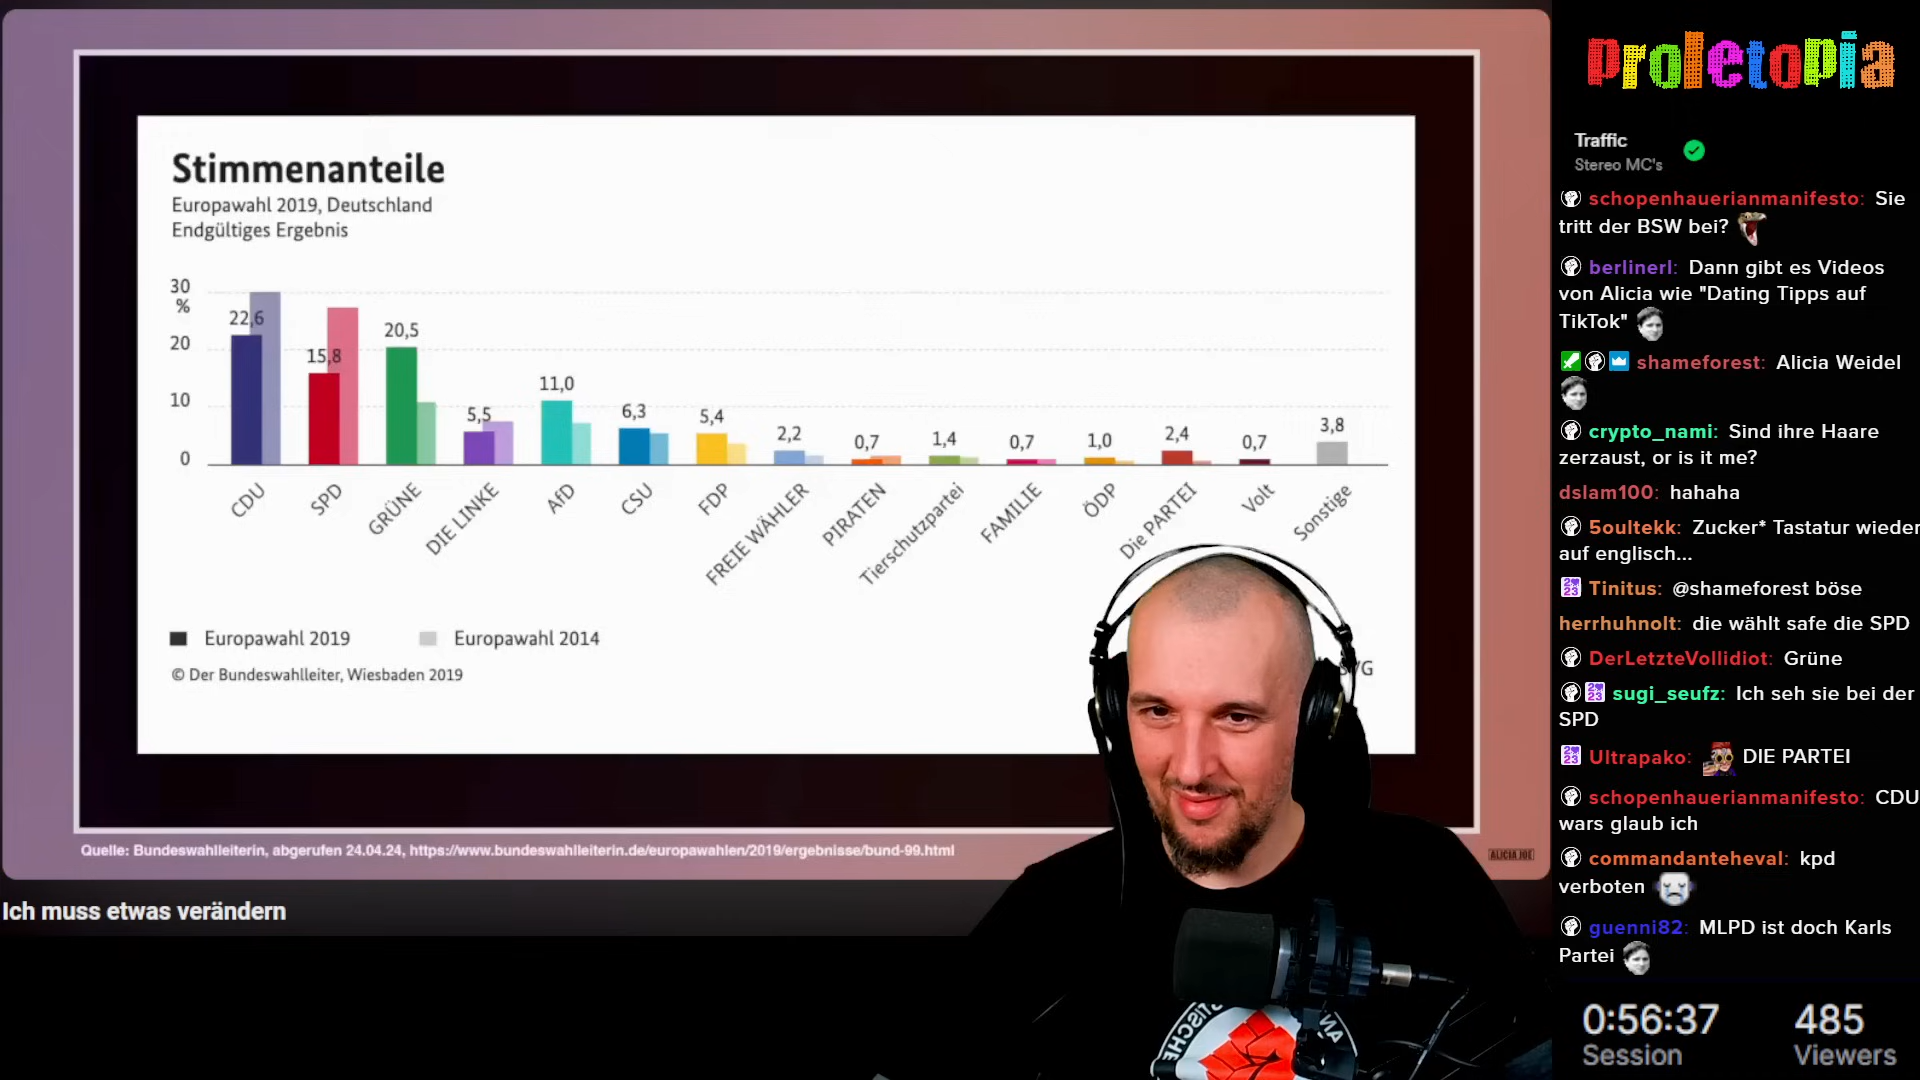 Stimmenanteile
Europawahl 2019, Deutschland
Endgültiges Ergebnis
30
%
20
10
0
22,6
15,8
20,5
5,5
11,0
6,3
5,4
2,2
0,7
1,4
0,7
1,0
2,4
0,7
3,8
CDU
SPD
GRÜNE
DIE LINKE
AfD
CSU
FDP
FREIE WÄHLER
PIRATEN
Tierschutzpartei
FAMILIE
ÖDP
Die PARTEI
Volt
Sonstige
Europawahl 2019
Europawahl 2014
© Der Bundeswahlleiter, Wiesbaden 2019
Quelle: Bundeswahlleiterin, abgerufen 24.04.24, https://www.bundeswahlleiterin.de/europawahlen/2019/ergebnisse/bund-99.html
ALICIA JOE
Ich muss etwas verändern
Proletopia
Traffic
Stereo MC's
schopenhauerianmanifesto: Sie
tritt der BSW bei?
berlinerl: Dann gibt es Videos
von Alicia wie "Dating Tipps auf
TikTok"
shameforest: Alicia Weidel
crypto_nami: Sind ihre Haare
zerzaust, or is it me?
dslam100: hahaha
5oultekk: Zucker* Tastatur wieder
auf englisch...
Tinitus: @shameforest böse
herrhuhnolt: die wählt safe die SPD
DerLetzteVollidiot: Grüne
sugi_seufz: Ich seh sie bei der
SPD
Ultrapako: DIE PARTEI
schopenhauerianmanifesto: CDU
wars glaub ich
commandanteheval: kpd
verboten
guenni82: MLPD ist doch Karls
Partei
0:56:37
Session
485
Viewers